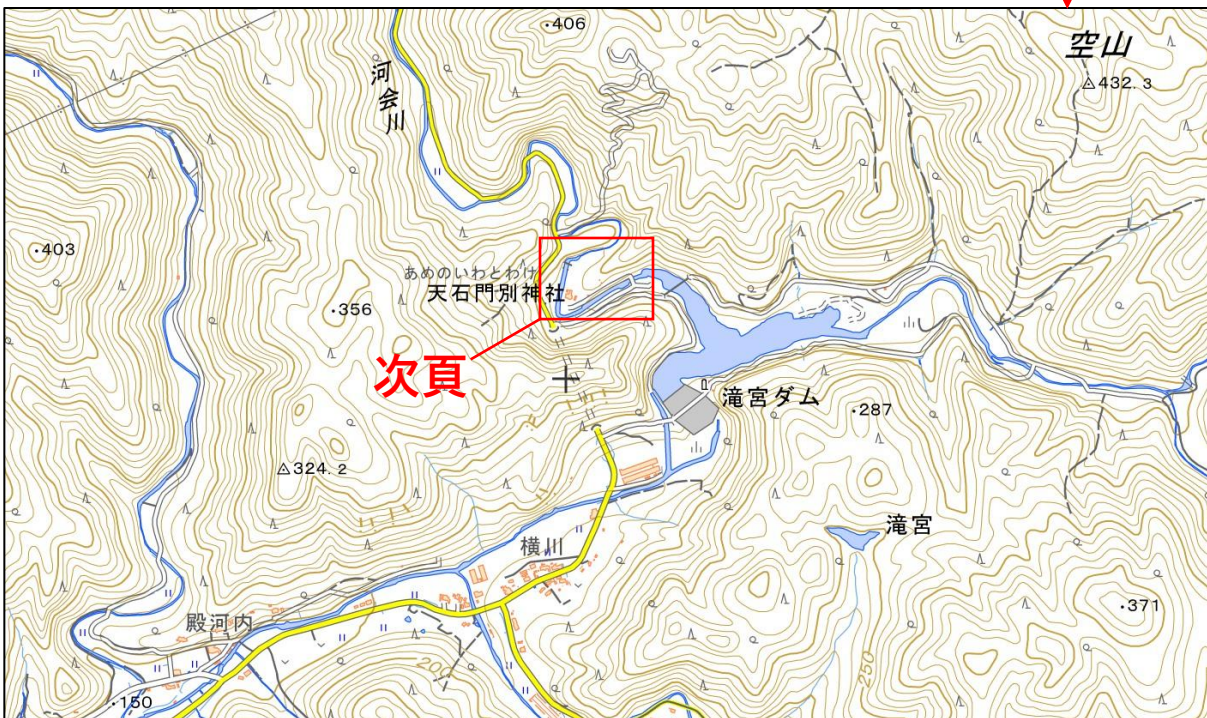 ・406
空山
432.3
河会川
・403
あめのいわとわけ
天石門別神社
・356
次頁
滝宮ダム
・287
324.2
滝宮
横川
・371
殿河内
200
250
・150